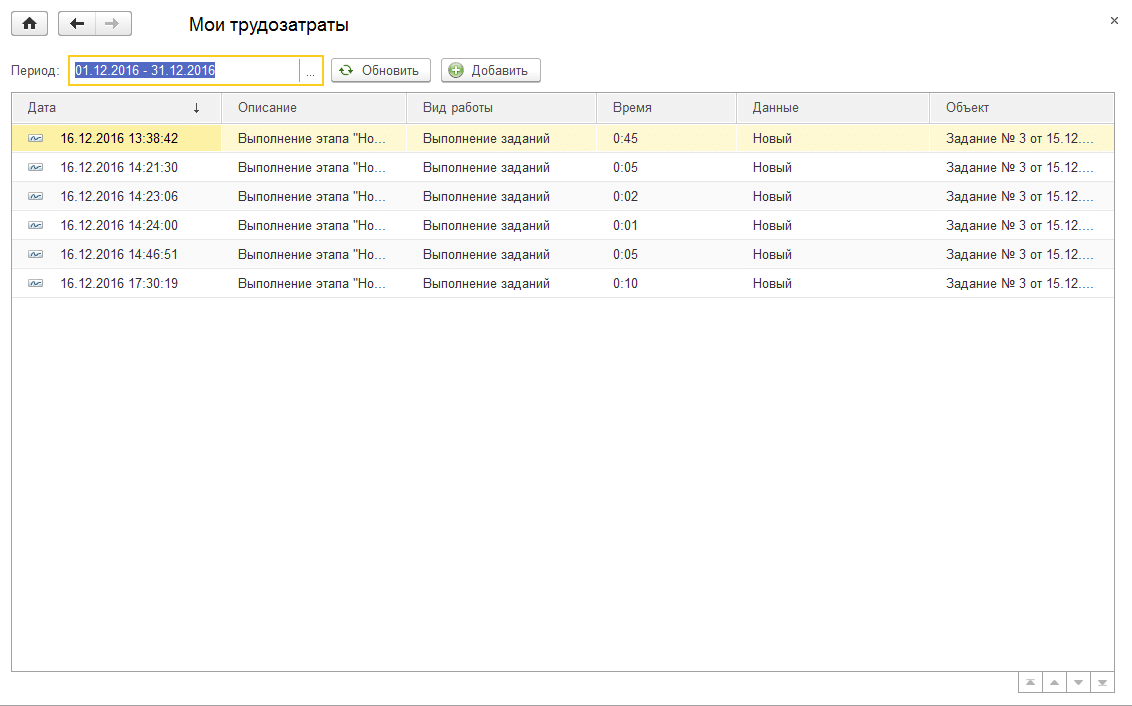 Мои трудозатраты
Период: 01.12.2016 - 31.12.2016 ... Обновить Добавить
Дата ↓ Описание Вид работы Время Данные Объект
16.12.2016 13:38:42 Выполнение этапа "Но... Выполнение заданий 0:45 Новый Задание № 3 от 15.12....
16.12.2016 14:21:30 Выполнение этапа "Но... Выполнение заданий 0:05 Новый Задание № 3 от 15.12....
16.12.2016 14:23:06 Выполнение этапа "Но... Выполнение заданий 0:02 Новый Задание № 3 от 15.12....
16.12.2016 14:24:00 Выполнение этапа "Но... Выполнение заданий 0:01 Новый Задание № 3 от 15.12....
16.12.2016 14:46:51 Выполнение этапа "Но... Выполнение заданий 0:05 Новый Задание № 3 от 15.12....
16.12.2016 17:30:19 Выполнение этапа "Но... Выполнение заданий 0:10 Новый Задание № 3 от 15.12....